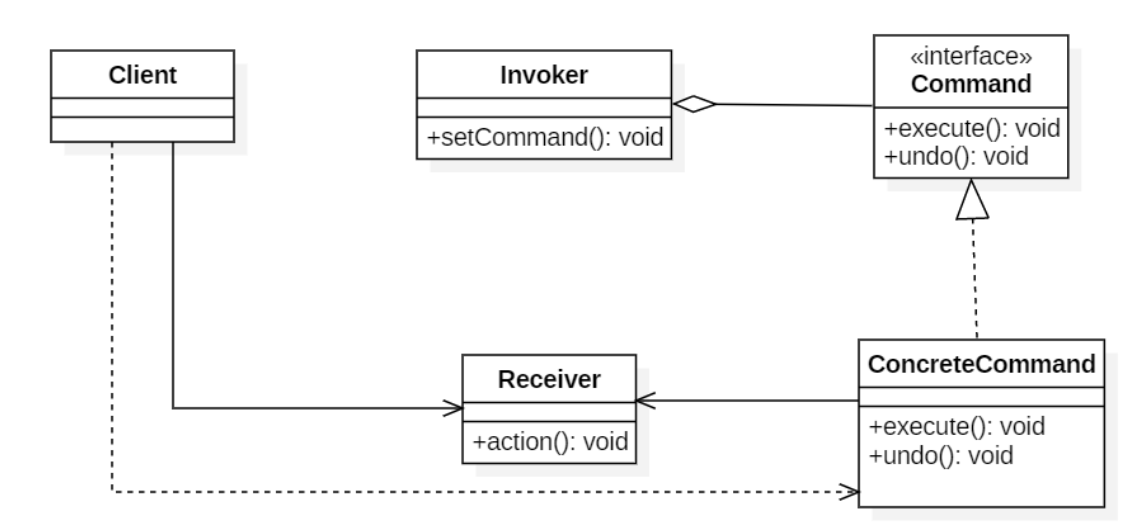 Client
Invoker
+setCommand(): void
«interface»
Command
+execute(): void
+undo(): void
Receiver
+action(): void
ConcreteCommand
+execute(): void
+undo(): void